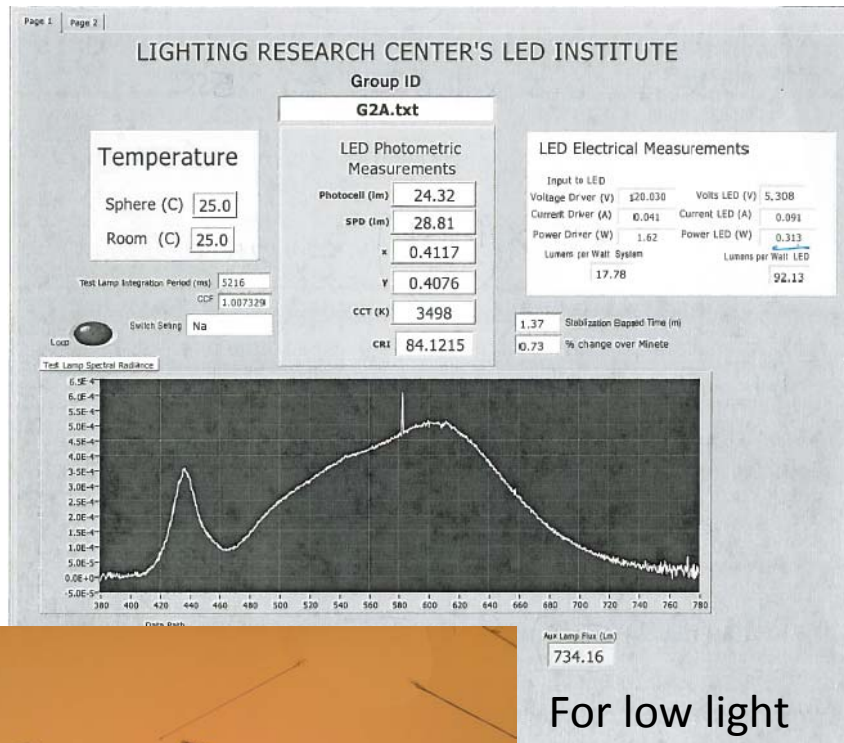 Page 1 Page 2
LIGHTING RESEARCH CENTER'S LED INSTITUTE
Group ID
G2A.txt
Temperature
Sphere (C) 25.0
Room (C) 25.0
LED Photometric
Measurements
Photocell (lm) 24.32
SPD (lm) 28.81
x 0.4117
y 0.4076
CCT (K) 3498
CRI 84.1215
LED Electrical Measurements
Input to LED
Voltage Driver (V) 120.030 Volts LED (V) 5,308
Current Driver (A) 0.041 Current LED (A) 0.091
Power Driver (W) 1.62 Power LED (W) 0.313
Lumens per Watt System Lumens per Watt LED
17.78 92.13
Test Lamp Integration Period (ms) 5216
CCF 1.007329
Switch Seting Na
Loop
1.37 Stablization Elapsed Time (m)
0.73 % change over Minete
Test Lamp Spectral Radiance
6.5E-4
6.0E-4
5.5E-4
5.0E-4
4.5E-4
4.0E-4
3.5E-4
3.0E-4
2.5E-4
2.0E-4
1.5E-4
1.0E-4
5.0E-5
0.0E+0
-5.0E-5
380 400 420 440 460 480 500 520 540 560 580 600 620 640 660 680 700 720 740 760 780
Data Path
Aux Lamp Flux (Lm)
734.16
For low light